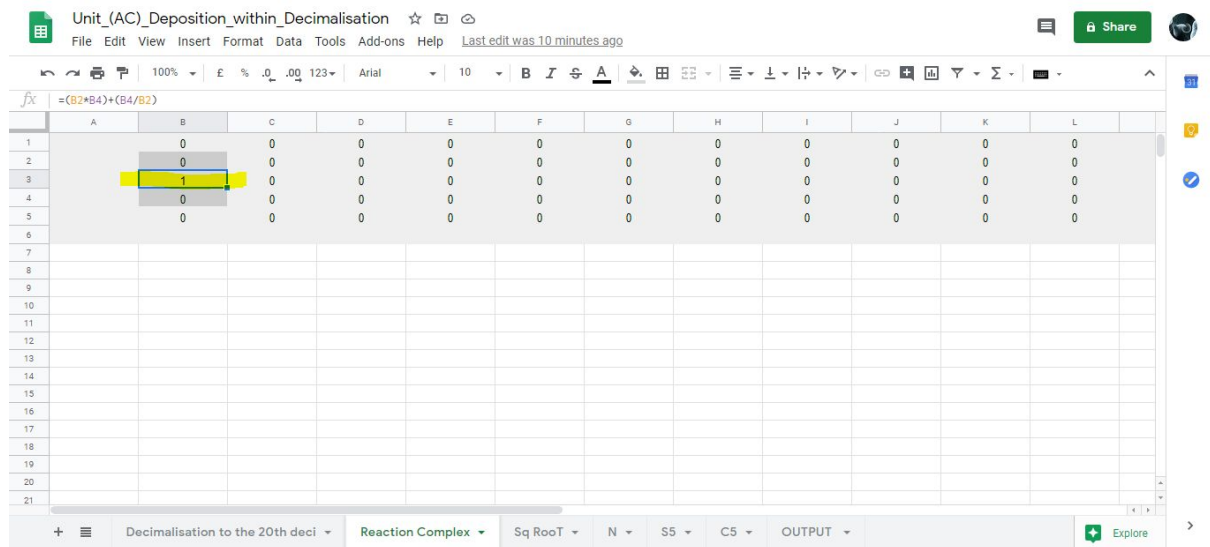 Unit_(AC)_Deposition_within_Decimalisation
Share
File Edit View Insert Format Data Tools Add-ons Help Last edit was 10 minutes ago
100% £ % .0 .00 123 Arial 10 B I S A Σ
31
fx =(B2*B4)+(B4/B2)
A B C D E F G H I J K L
1 0 0 0 0 0 0 0 0 0 0 0
2 0 0 0 0 0 0 0 0 0 0 0
3 1 0 0 0 0 0 0 0 0 0 0
4 0 0 0 0 0 0 0 0 0 0 0
5 0 0 0 0 0 0 0 0 0 0 0
6
7
8
9
10
11
12
13
14
15
16
17
18
19
20
21
+ Decimalisation to the 20th deci Reaction Complex Sq RooT N S5 C5 OUTPUT Explore